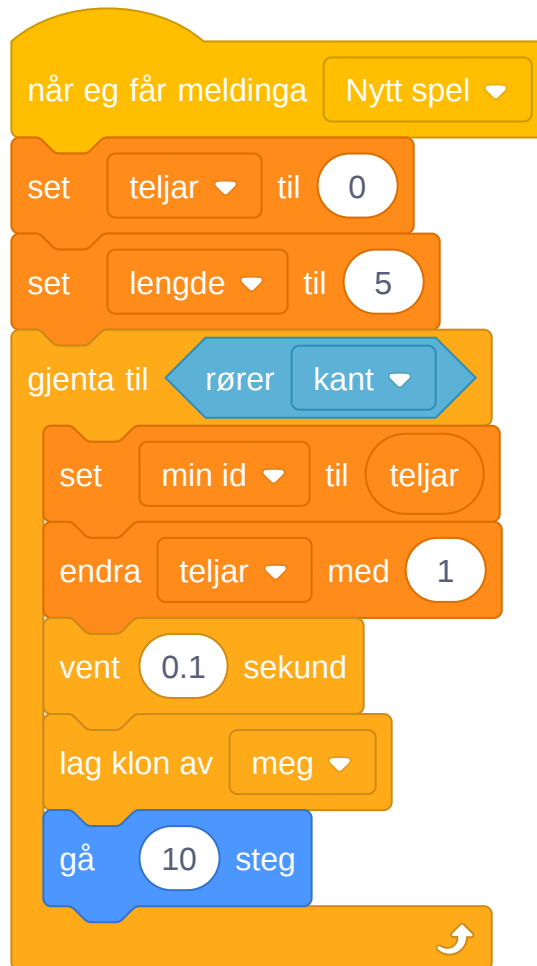 når eg får meldinga Nytt spel
set teljar til 0
set lengde til 5
gjenta til rører kant
set min id til teljar
endra teljar med 1
vent 0.1 sekund
lag klon av meg
gå 10 steg